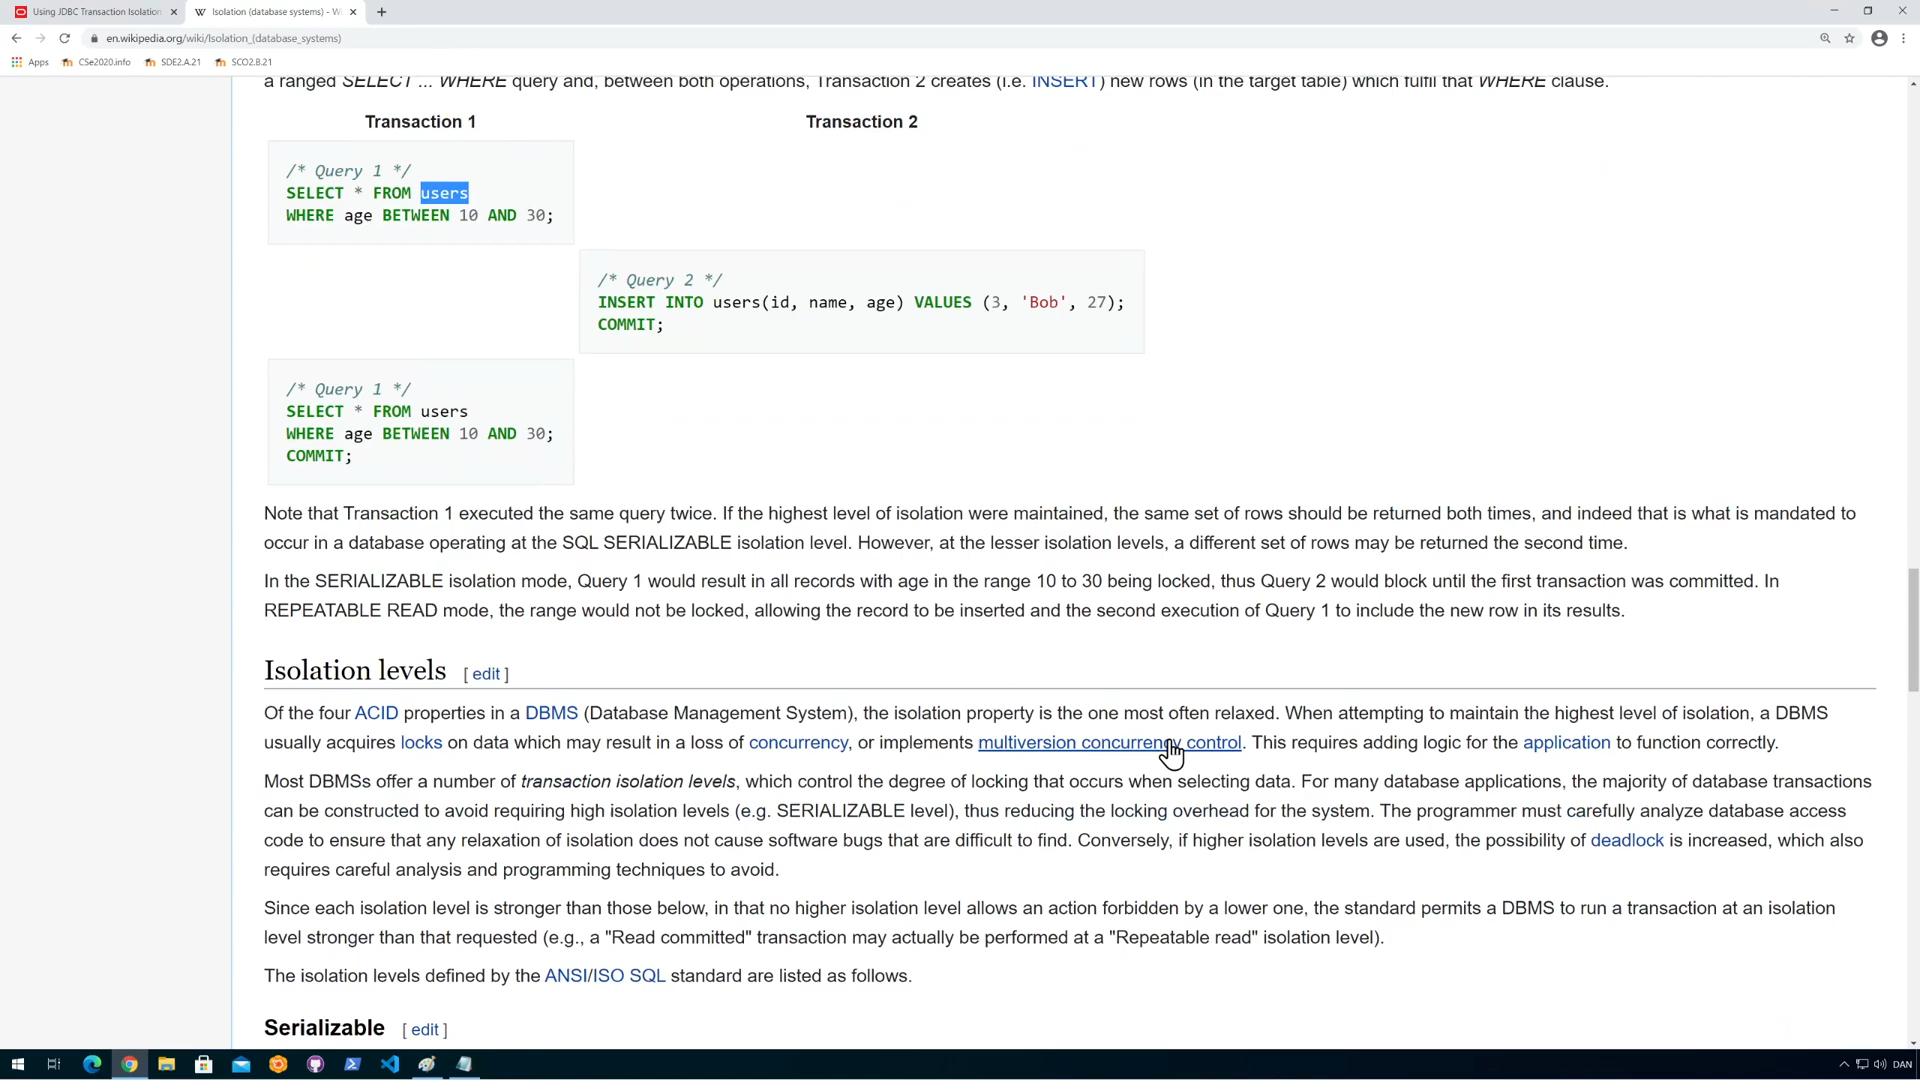 Using JDBC Transaction Isolation
Isolation (database systems) - Wi
en.wikipedia.org/wiki/Isolation_(database_systems)
Apps CSe2020.info SDE2.A.21 SCO2.B.21
a ranged SELECT ... WHERE query and, between both operations, Transaction 2 creates (i.e. INSERT) new rows (in the target table) which fulfil that WHERE clause.
Transaction 1 Transaction 2
/* Query 1 */
SELECT * FROM users
WHERE age BETWEEN 10 AND 30;
/* Query 2 */
INSERT INTO users(id, name, age) VALUES (3, 'Bob', 27);
COMMIT;
/* Query 1 */
SELECT * FROM users
WHERE age BETWEEN 10 AND 30;
COMMIT;
Note that Transaction 1 executed the same query twice. If the highest level of isolation were maintained, the same set of rows should be returned both times, and indeed that is what is mandated to
occur in a database operating at the SQL SERIALIZABLE isolation level. However, at the lesser isolation levels, a different set of rows may be returned the second time.
In the SERIALIZABLE isolation mode, Query 1 would result in all records with age in the range 10 to 30 being locked, thus Query 2 would block until the first transaction was committed. In
REPEATABLE READ mode, the range would not be locked, allowing the record to be inserted and the second execution of Query 1 to include the new row in its results.
Isolation levels [ edit ]
Of the four ACID properties in a DBMS (Database Management System), the isolation property is the one most often relaxed. When attempting to maintain the highest level of isolation, a DBMS
usually acquires locks on data which may result in a loss of concurrency, or implements multiversion concurrency control. This requires adding logic for the application to function correctly.
Most DBMSs offer a number of transaction isolation levels, which control the degree of locking that occurs when selecting data. For many database applications, the majority of database transactions
can be constructed to avoid requiring high isolation levels (e.g. SERIALIZABLE level), thus reducing the locking overhead for the system. The programmer must carefully analyze database access
code to ensure that any relaxation of isolation does not cause software bugs that are difficult to find. Conversely, if higher isolation levels are used, the possibility of deadlock is increased, which also
requires careful analysis and programming techniques to avoid.
Since each isolation level is stronger than those below, in that no higher isolation level allows an action forbidden by a lower one, the standard permits a DBMS to run a transaction at an isolation
level stronger than that requested (e.g., a "Read committed" transaction may actually be performed at a "Repeatable read" isolation level).
The isolation levels defined by the ANSI/ISO SQL standard are listed as follows.
Serializable [ edit ]
DAN